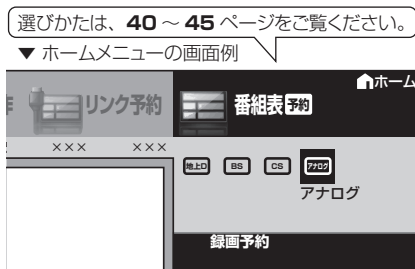 選びかたは、40 ~ 45 ページをご覧ください。
▼ ホームメニューの画面例
ホーム
リンク予約
番組表 予約
××× ×××
地上D BS CS アナログ
アナログ
録画予約